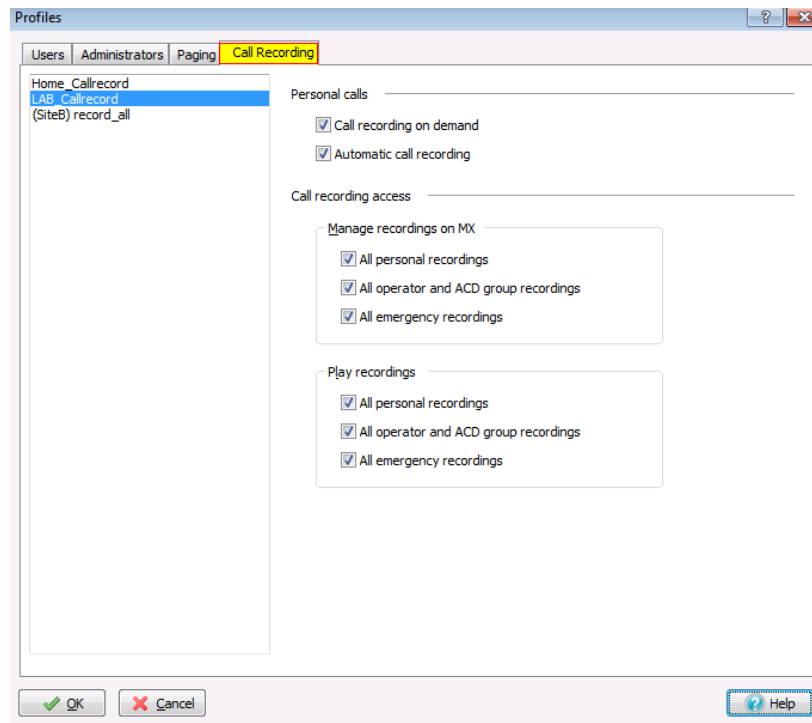 Profiles
Users Administrators Paging Call Recording
Home_Callrecord
LAB_Callrecord
(SiteB) record_all
Personal calls
Call recording on demand
Automatic call recording
Call recording access
Manage recordings on MX
All personal recordings
All operator and ACD group recordings
All emergency recordings
Play recordings
All personal recordings
All operator and ACD group recordings
All emergency recordings
OK Cancel Help